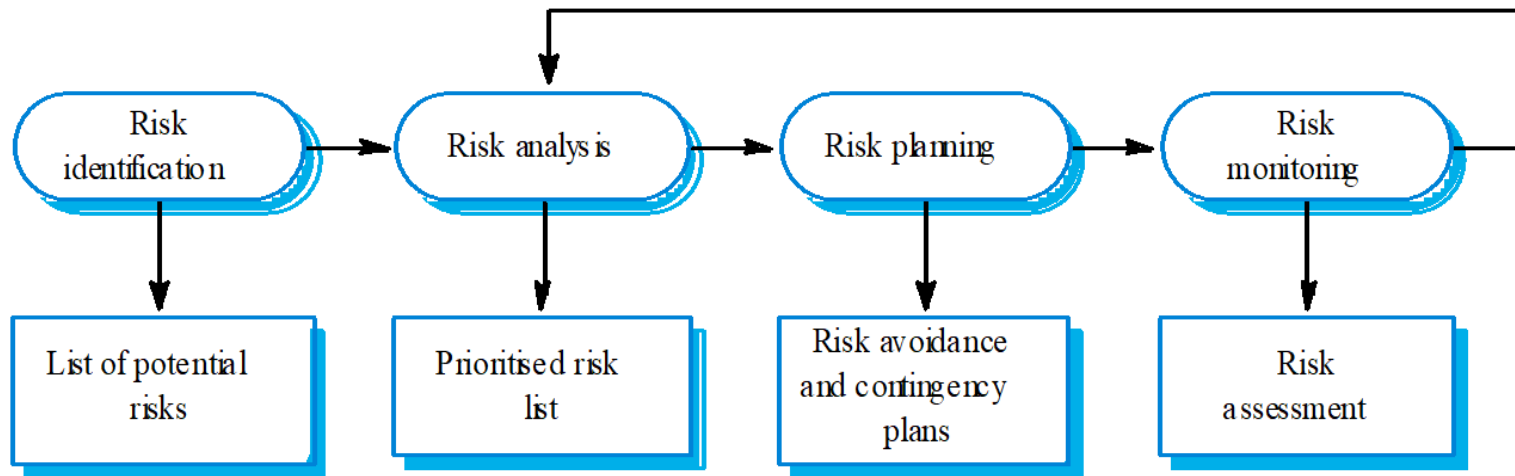 Risk
identification
Risk analysis
Risk planning
Risk
monitoring
List of potential
risks
Prioritised risk
list
Risk avoidance
and contingency
plans
Risk
assessment